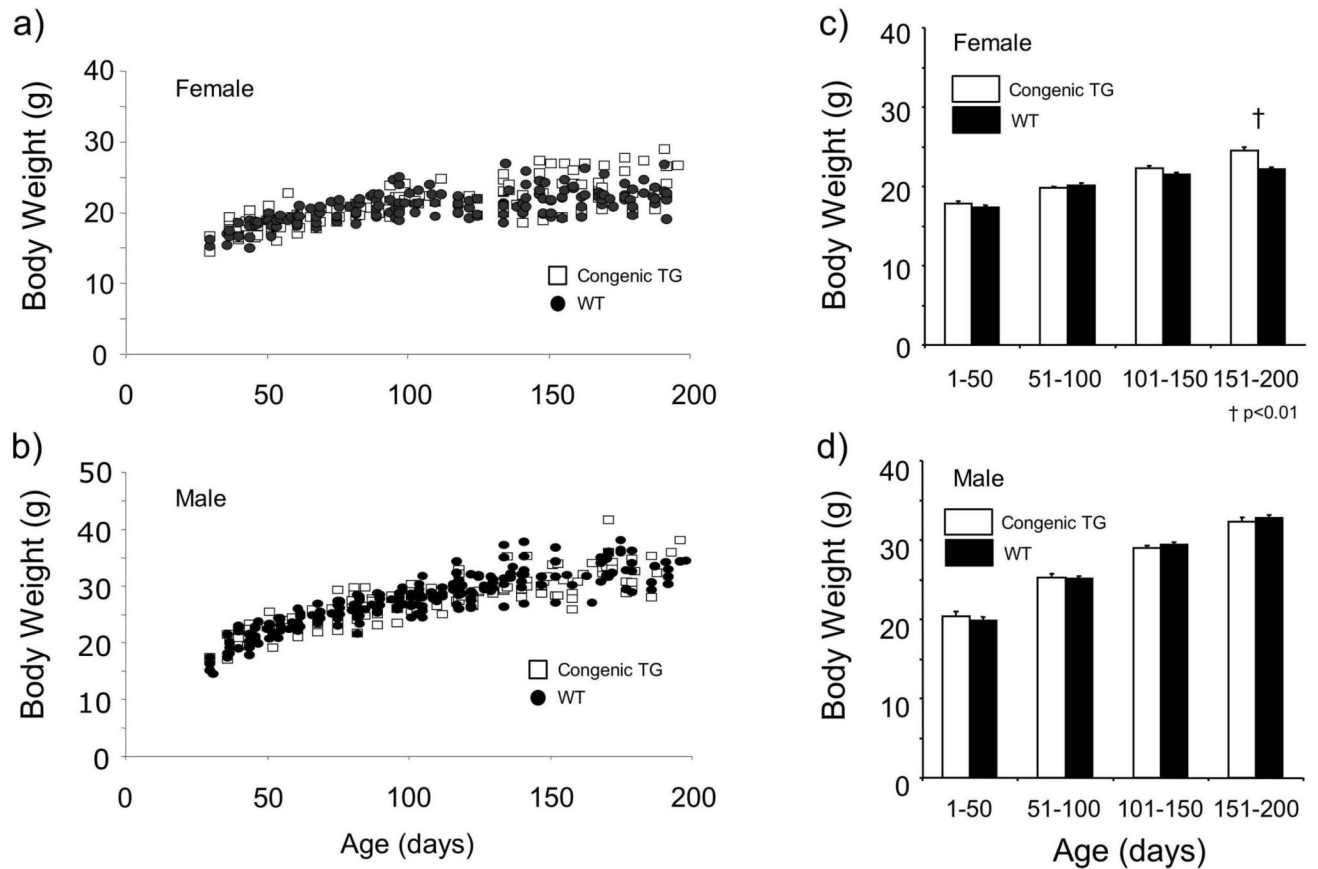 a)
Body Weight (g)
40
30
20
10
0
Female
Congenic TG
WT
0 50 100 150 200
b)
Body Weight (g)
50
40
30
20
10
0
Male
Congenic TG
WT
0 50 100 150 200
Age (days)
c)
Body Weight (g)
40
30
20
10
0
Female
Congenic TG
WT
†
1-50 51-100 101-150 151-200
† p<0.01
d)
Body Weight (g)
40
30
20
10
0
Male
Congenic TG
WT
1-50 51-100 101-150 151-200
Age (days)